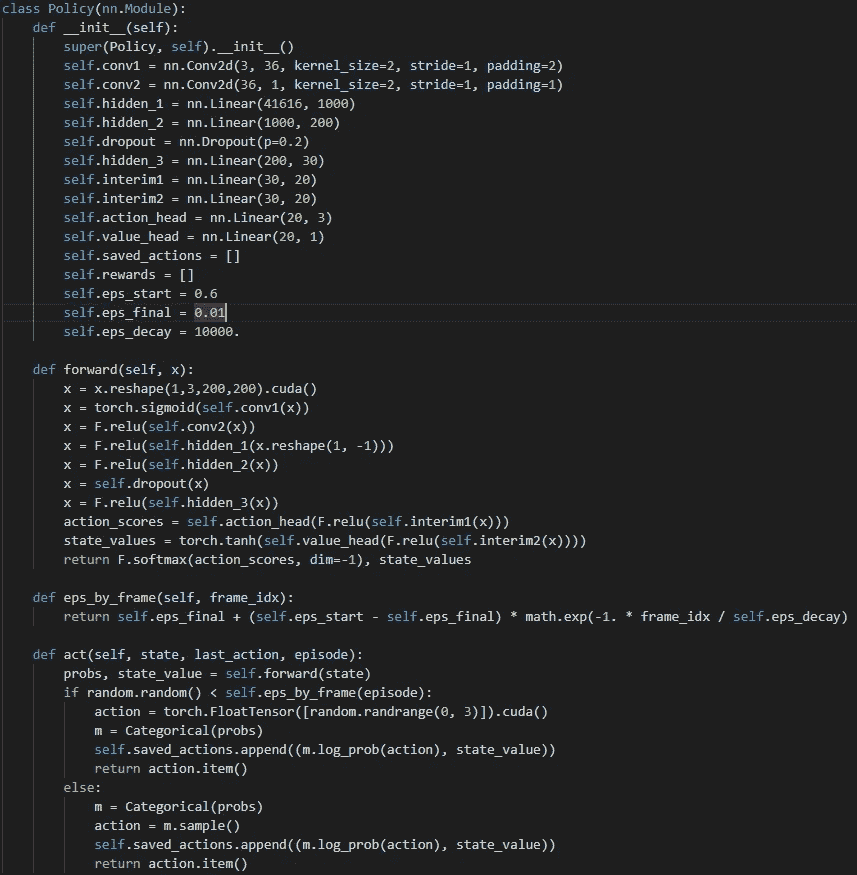 class Policy(nn.Module):
    def __init__(self):
        super(Policy, self).__init__()
        self.conv1 = nn.Conv2d(3, 36, kernel_size=2, stride=1, padding=2)
        self.conv2 = nn.Conv2d(36, 1, kernel_size=2, stride=1, padding=1)
        self.hidden_1 = nn.Linear(41616, 1000)
        self.hidden_2 = nn.Linear(1000, 200)
        self.dropout = nn.Dropout(p=0.2)
        self.hidden_3 = nn.Linear(200, 30)
        self.interim1 = nn.Linear(30, 20)
        self.interim2 = nn.Linear(30, 20)
        self.action_head = nn.Linear(20, 3)
        self.value_head = nn.Linear(20, 1)
        self.saved_actions = []
        self.rewards = []
        self.eps_start = 0.6
        self.eps_final = 0.01
        self.eps_decay = 10000.

    def forward(self, x):
        x = x.reshape(1,3,200,200).cuda()
        x = torch.sigmoid(self.conv1(x))
        x = F.relu(self.conv2(x))
        x = F.relu(self.hidden_1(x.reshape(1, -1)))
        x = F.relu(self.hidden_2(x))
        x = self.dropout(x)
        x = F.relu(self.hidden_3(x))
        action_scores = self.action_head(F.relu(self.interim1(x)))
        state_values = torch.tanh(self.value_head(F.relu(self.interim2(x))))
        return F.softmax(action_scores, dim=-1), state_values

    def eps_by_frame(self, frame_idx):
        return self.eps_final + (self.eps_start - self.eps_final) * math.exp(-1. * frame_idx / self.eps_decay)

    def act(self, state, last_action, episode):
        probs, state_value = self.forward(state)
        if random.random() < self.eps_by_frame(episode):
            action = torch.FloatTensor([random.randrange(0, 3)]).cuda()
            m = Categorical(probs)
            self.saved_actions.append((m.log_prob(action), state_value))
            return action.item()
        else:
            m = Categorical(probs)
            action = m.sample()
            self.saved_actions.append((m.log_prob(action), state_value))
            return action.item()